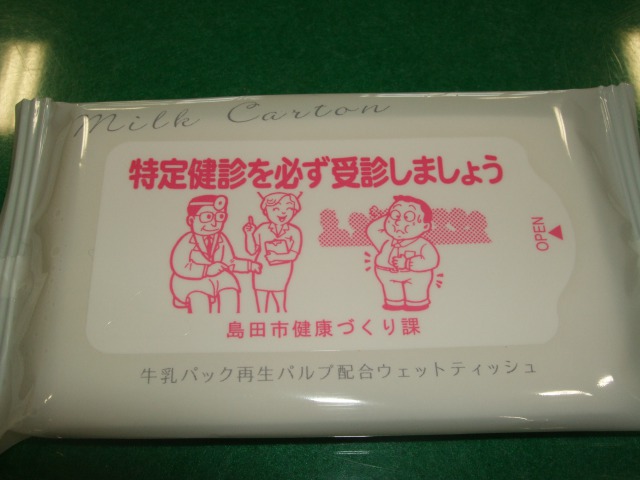 Milk Carton
特定健診を必ず受診しましょう
OPEN
島田市健康づくり課
牛乳パック再生パルプ配合ウェットティッシュ